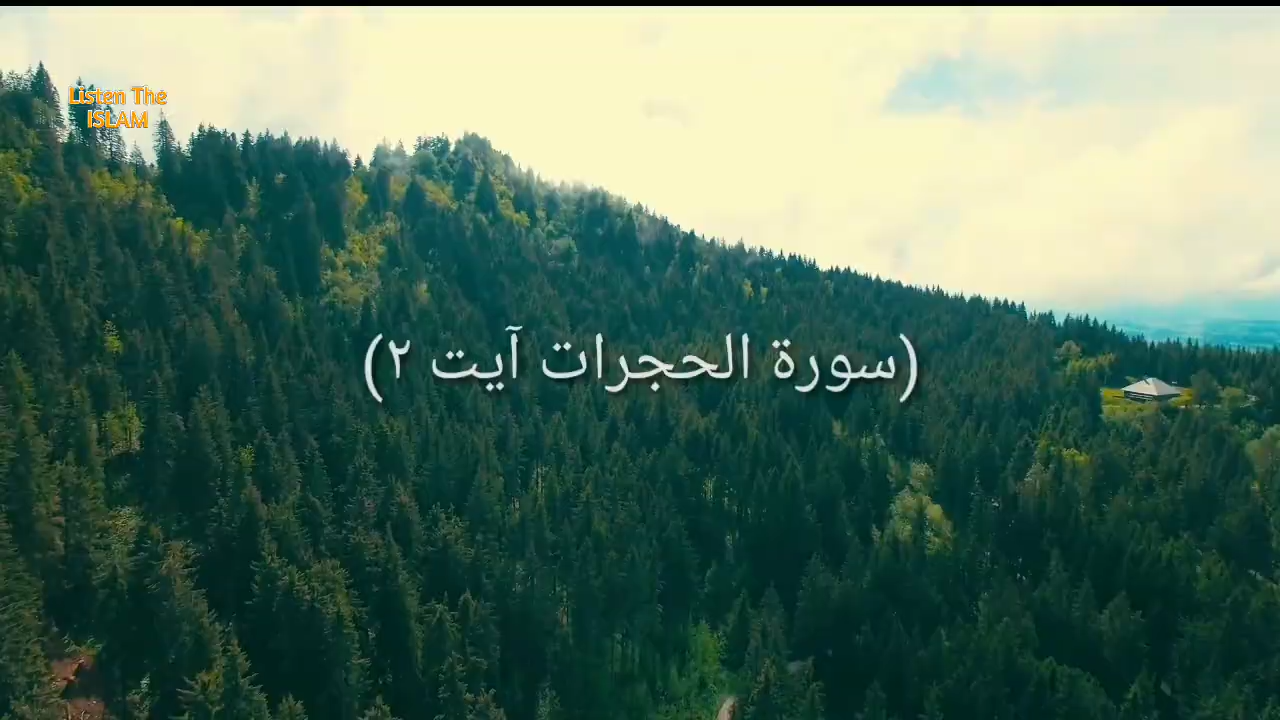 Listen The
ISLAM
(سورة الحجرات آیت ۲)